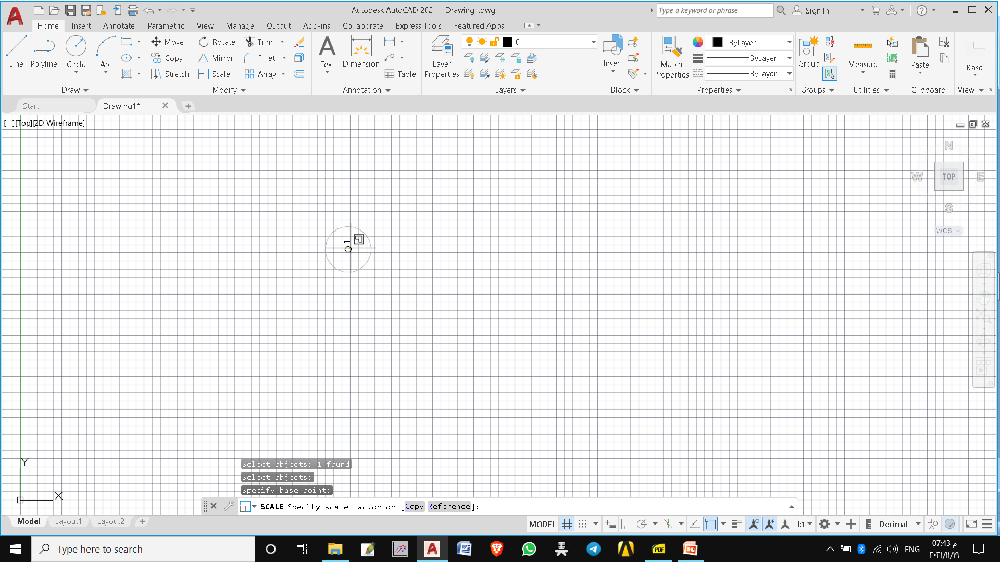 Autodesk AutoCAD 2021 Drawing1.dwg
Type a keyword or phrase
Sign In
Home Insert Annotate Parametric View Manage Output Add-ins Collaborate Express Tools Featured Apps
Line Polyline Circle Arc
Move Rotate Trim
Copy Mirror Fillet
Stretch Scale Array
Text Dimension Table
Layer Properties
0
Insert
Match Properties
ByLayer
ByLayer
ByLayer
Group
Measure
Paste
Base
Draw Modify Annotation Layers Block Properties Groups Utilities Clipboard View
Start Drawing1*
[−][Top][2D Wireframe]
N
W TOP E
S
WCS
Y
X
Select objects: 1 found
Select objects:
Specify base point:
SCALE Specify scale factor or [Copy Reference]:
Model Layout1 Layout2
MODEL 1:1 Decimal
Type here to search
PDF
ENG
07:43 م
٢٠٢١/١١/١٩